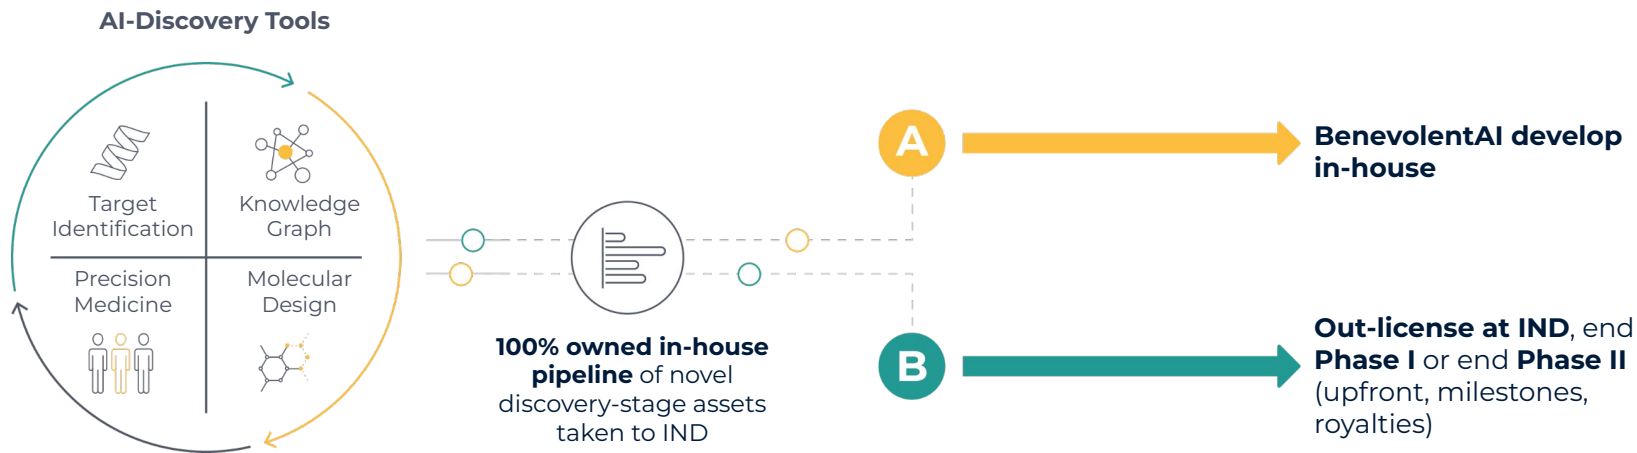 AI-Discovery Tools
Target
Identification
Knowledge
Graph
Precision
Medicine
Molecular
Design
100% owned in-house
pipeline of novel
discovery-stage assets
taken to IND
A
BenevolentAI develop
in-house
B
Out-license at IND, end
Phase I or end Phase II
(upfront, milestones,
royalties)